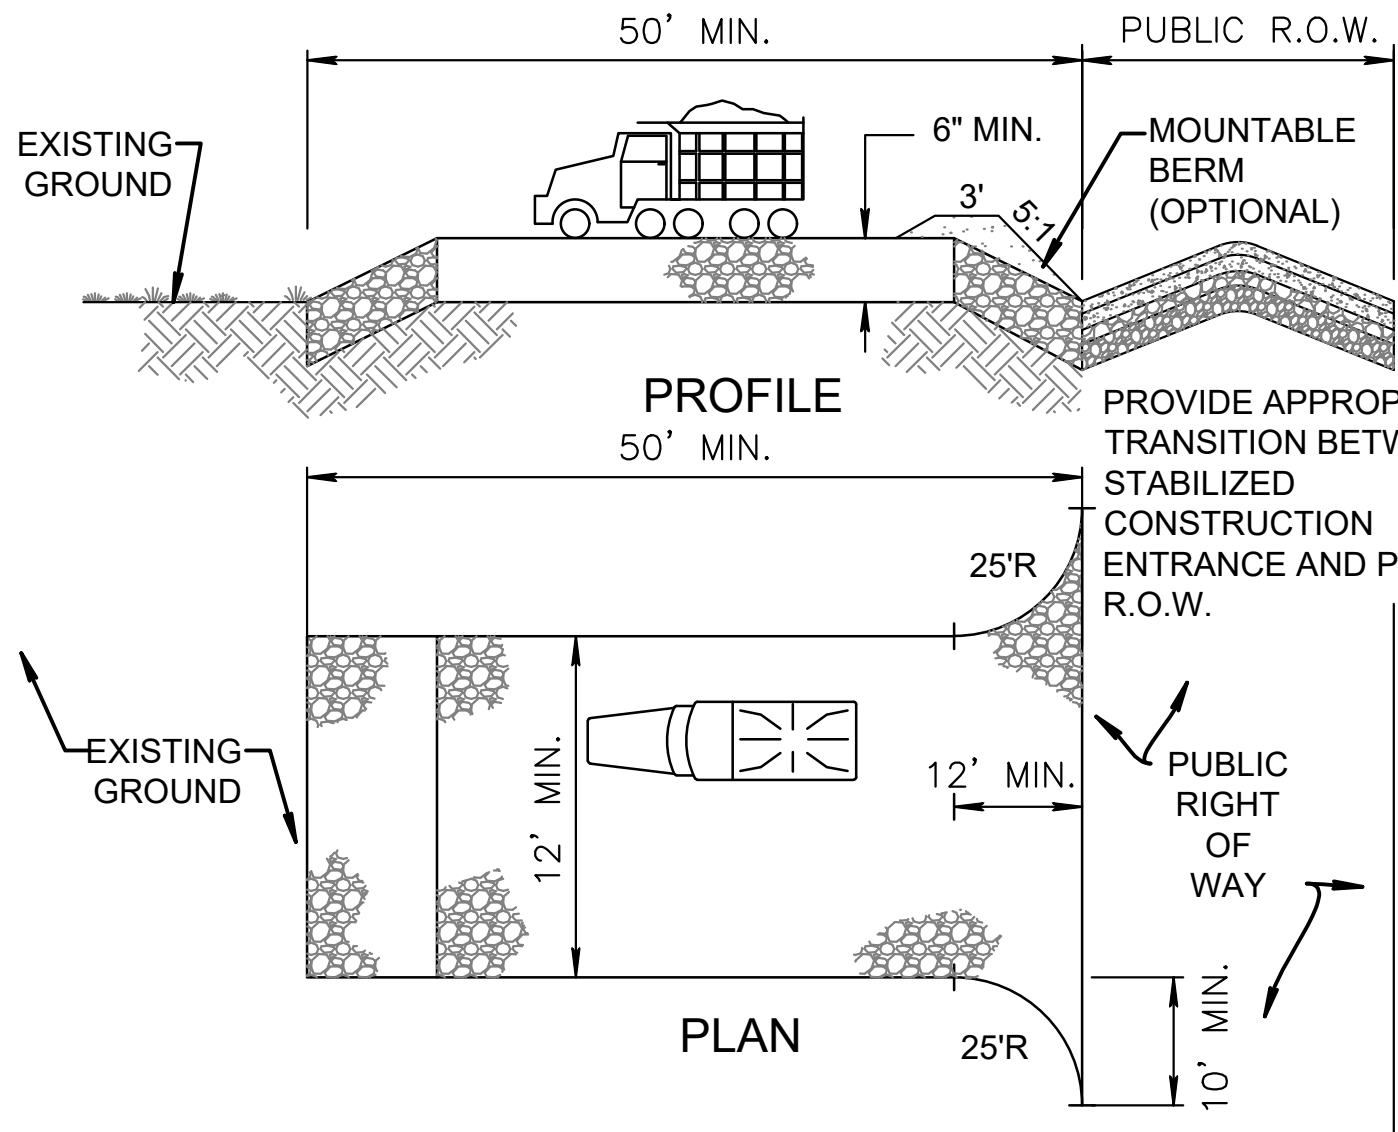 50' MIN.
PUBLIC R.O.W.
EXISTING
GROUND
6" MIN.
3'
5:1
MOUNTABLE
BERM
(OPTIONAL)
PROFILE
50' MIN.
PROVIDE APPROP
TRANSITION BETW
STABILIZED
CONSTRUCTION
ENTRANCE AND P
R.O.W.
25'R
EXISTING
GROUND
12' MIN.
12' MIN.
PUBLIC
RIGHT
OF
WAY
PLAN
25'R
10' MIN.